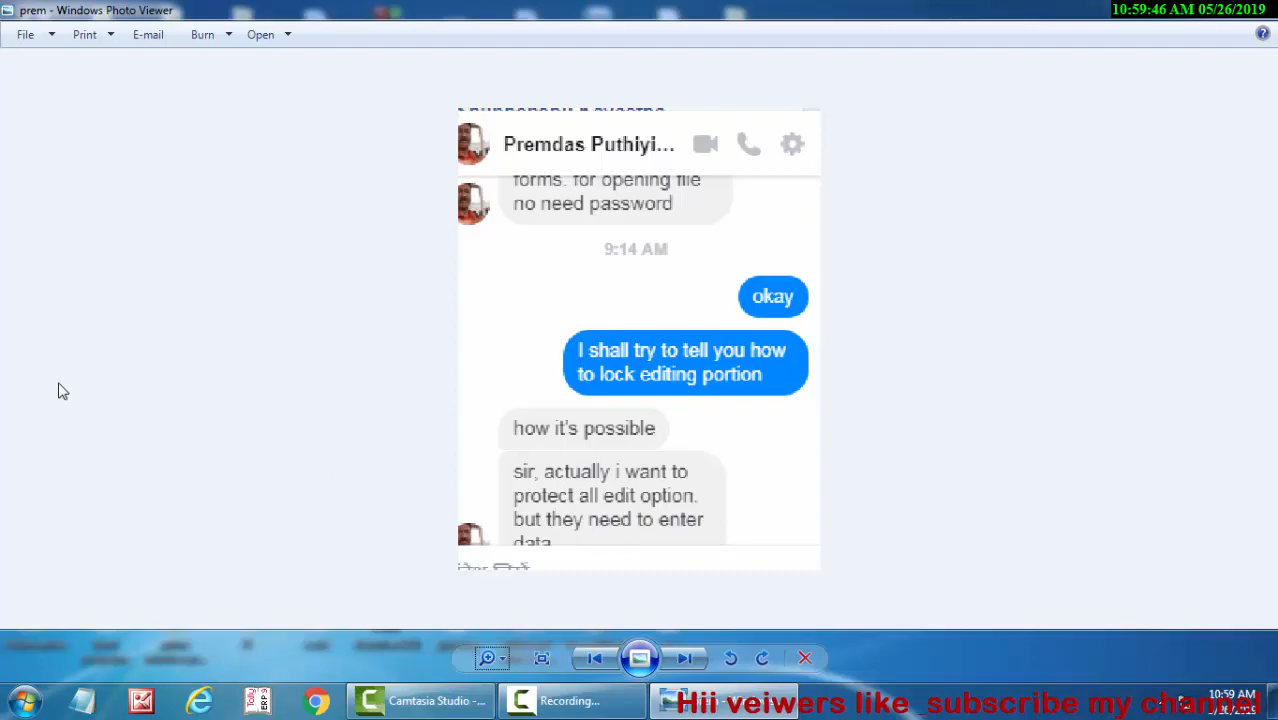 prem - Windows Photo Viewer
10:59:46 AM 05/26/2019
File Print E-mail Burn Open
Premdas Puthiyi...
forms. for opening file
no need password
9:14 AM
okay
I shall try to tell you how
to lock editing portion
how it's possible
sir, actually i want to
protect all edit option.
but they need to enter
data
Camtasia Studio -...
Recording...
10:59 AM
Hii veiwers like subscribe my channe